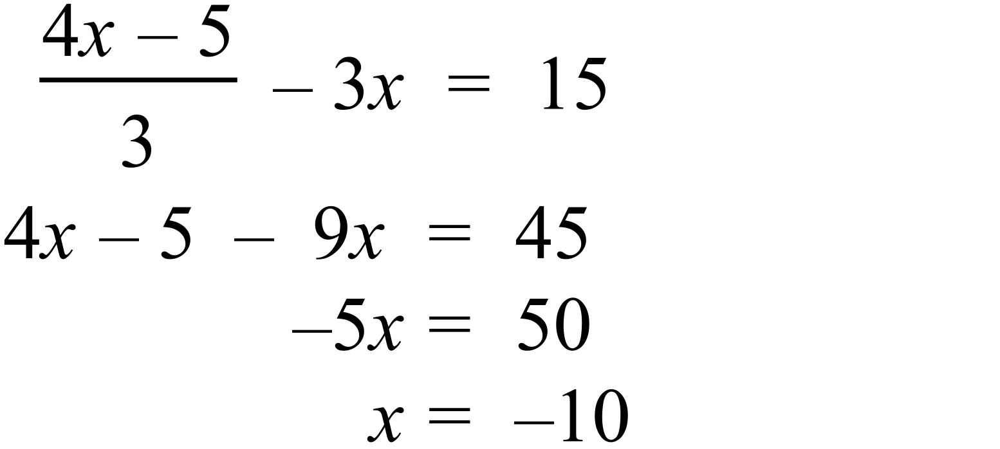 4x – 5
3
– 3x = 15
4x – 5 – 9x = 45
–5x = 50
x = –10